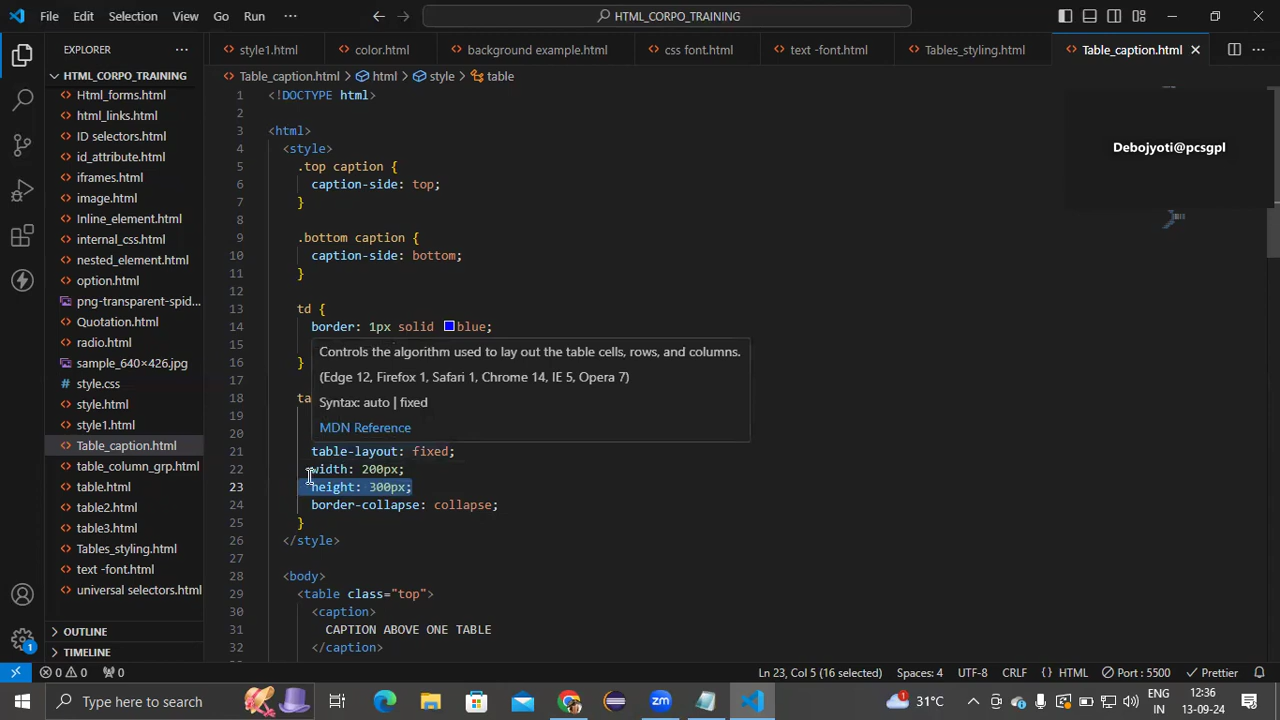 File Edit Selection View Go Run ···
HTML_CORPO_TRAINING
EXPLORER ···
style1.html
color.html
background example.html
css font.html
text -font.html
Tables_styling.html
Table_caption.html
HTML_CORPO_TRAINING
Html_forms.html
html_links.html
ID selectors.html
id_attribute.html
iframes.html
image.html
Inline_element.html
internal_css.html
nested_element.html
option.html
png-transparent-spid...
Quotation.html
radio.html
sample_640×426.jpg
style.css
style.html
style1.html
Table_caption.html
table_column_grp.html
table.html
table2.html
table3.html
Tables_styling.html
text -font.html
universal selectors.html
OUTLINE
TIMELINE
Table_caption.html > html > style > table
1 <!DOCTYPE html>
2
3 <html>
4 <style>
5 .top caption {
6 caption-side: top;
7 }
8
9 .bottom caption {
10 caption-side: bottom;
11 }
12
13 td {
14 border: 1px solid blue;
15
16 }
17
18 ta
19
20
21 table-layout: fixed;
22 width: 200px;
23 height: 300px;
24 border-collapse: collapse;
25 }
26 </style>
27
28 <body>
29 <table class="top">
30 <caption>
31 CAPTION ABOVE ONE TABLE
32 </caption>
Controls the algorithm used to lay out the table cells, rows, and columns.
(Edge 12, Firefox 1, Safari 1, Chrome 14, IE 5, Opera 7)
Syntax: auto | fixed
MDN Reference
Debojyoti@pcsgpl
0 0 0
Ln 23, Col 5 (16 selected) Spaces: 4 UTF-8 CRLF {} HTML Port : 5500 Prettier
1
Type here to search
zm
1
31°C
ENG
IN
12:36
13-09-24